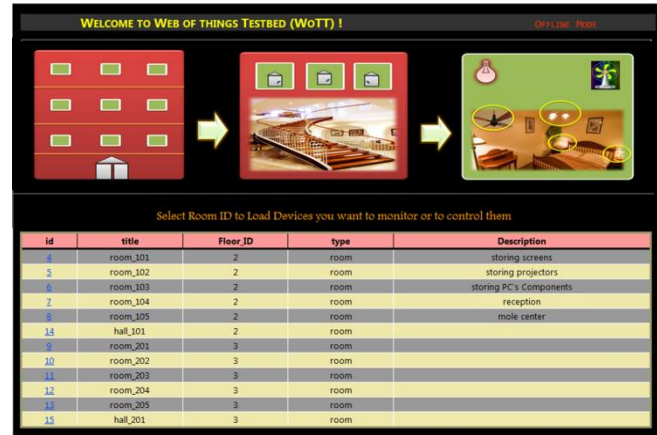 WELCOME TO WEB OF THINGS TESTBED (WOTT) !
OFFLINE MODE
Select Room ID to Load Devices you want to monitor or to control them
id title Floor_ID type Description
4 room_101 2 room storing screens
5 room_102 2 room storing projectors
6 room_103 2 room storing PC's Components
7 room_104 2 room reception
8 room_105 2 room mole center
14 hall_101 2 room
9 room_201 3 room
10 room_202 3 room
11 room_203 3 room
12 room_204 3 room
13 room_205 3 room
15 hall_201 3 room